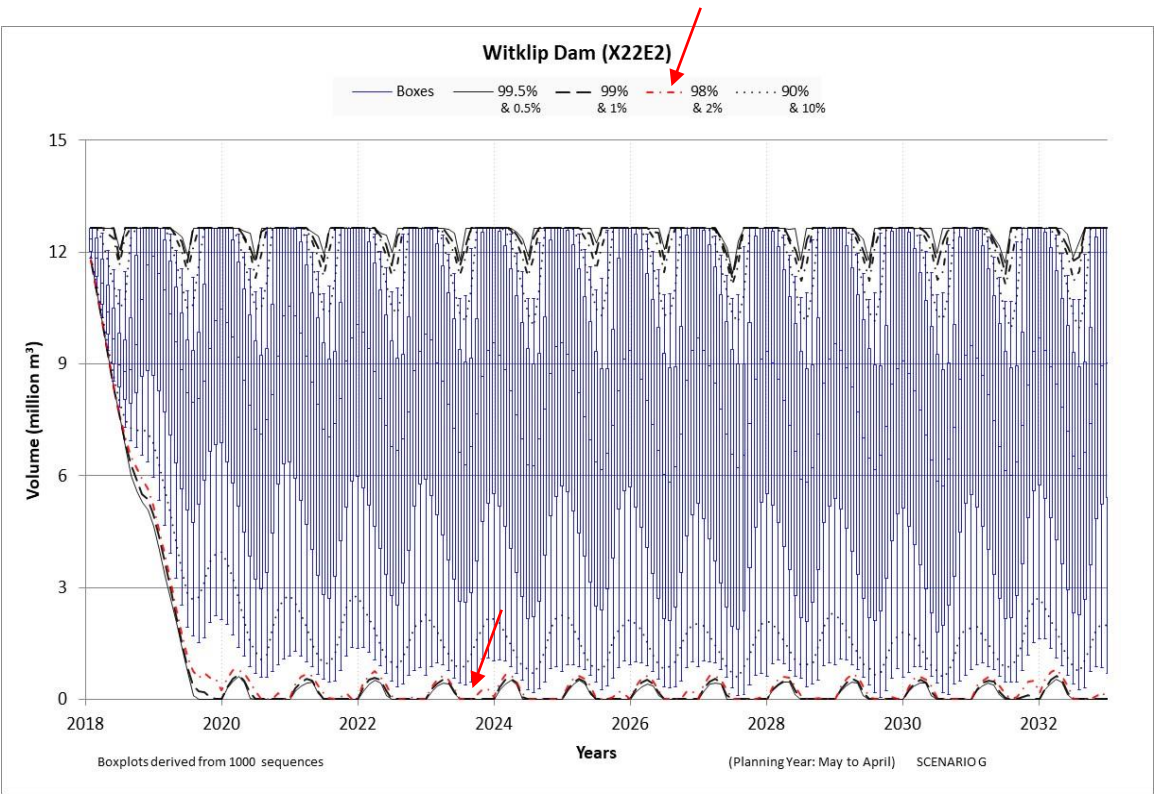 Witklip Dam (X22E2)
Boxes 99.5% & 0.5% 99% & 1% 98% & 2% 90% & 10%
15
12
9
6
3
0
Volume (million m³)
2018 2020 2022 2024 2026 2028 2030 2032
Years
Boxplots derived from 1000 sequences (Planning Year: May to April) SCENARIO G